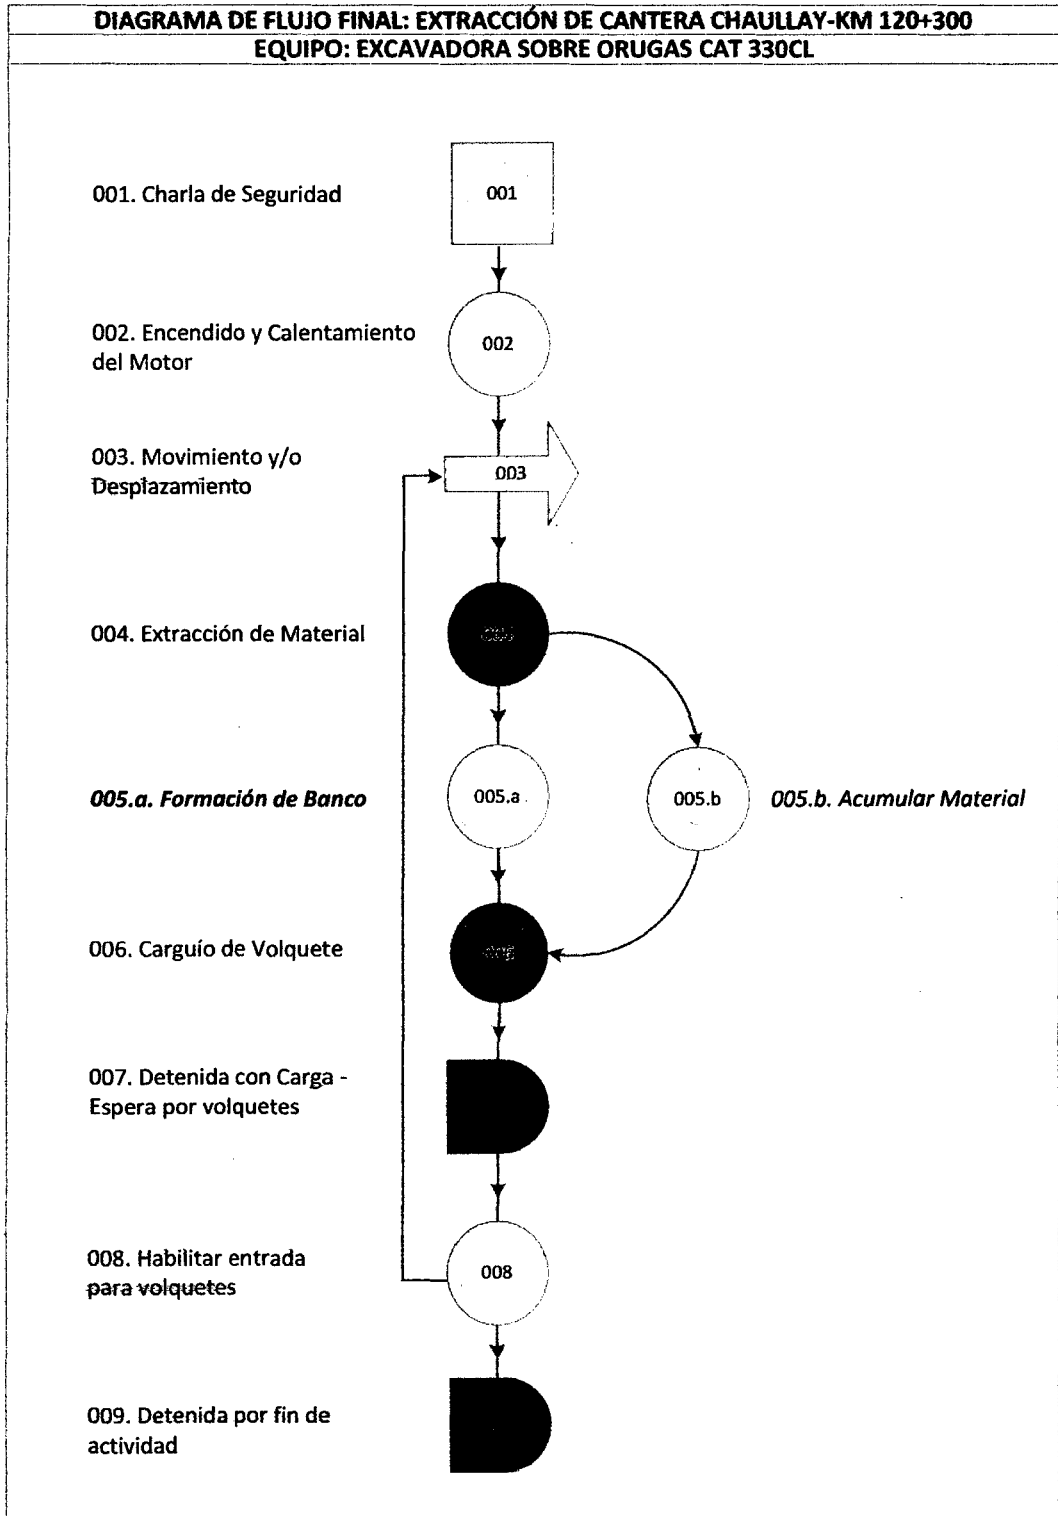 DIAGRAMA DE FLUJO FINAL: EXTRACCIÓN DE CANTERA CHAULLAY-KM 120+300
EQUIPO: EXCAVADORA SOBRE ORUGAS CAT 330CL
001. Charla de Seguridad
001
002. Encendido y Calentamiento
del Motor
002
003. Movimiento y/o
Desplazamiento
003
004. Extracción de Material
005.a. Formación de Banco
005.a
005.b
005.b. Acumular Material
006. Carguío de Volquete
007. Detenida con Carga -
Espera por volquetes
008. Habilitar entrada
para volquetes
008
009. Detenida por fin de
actividad